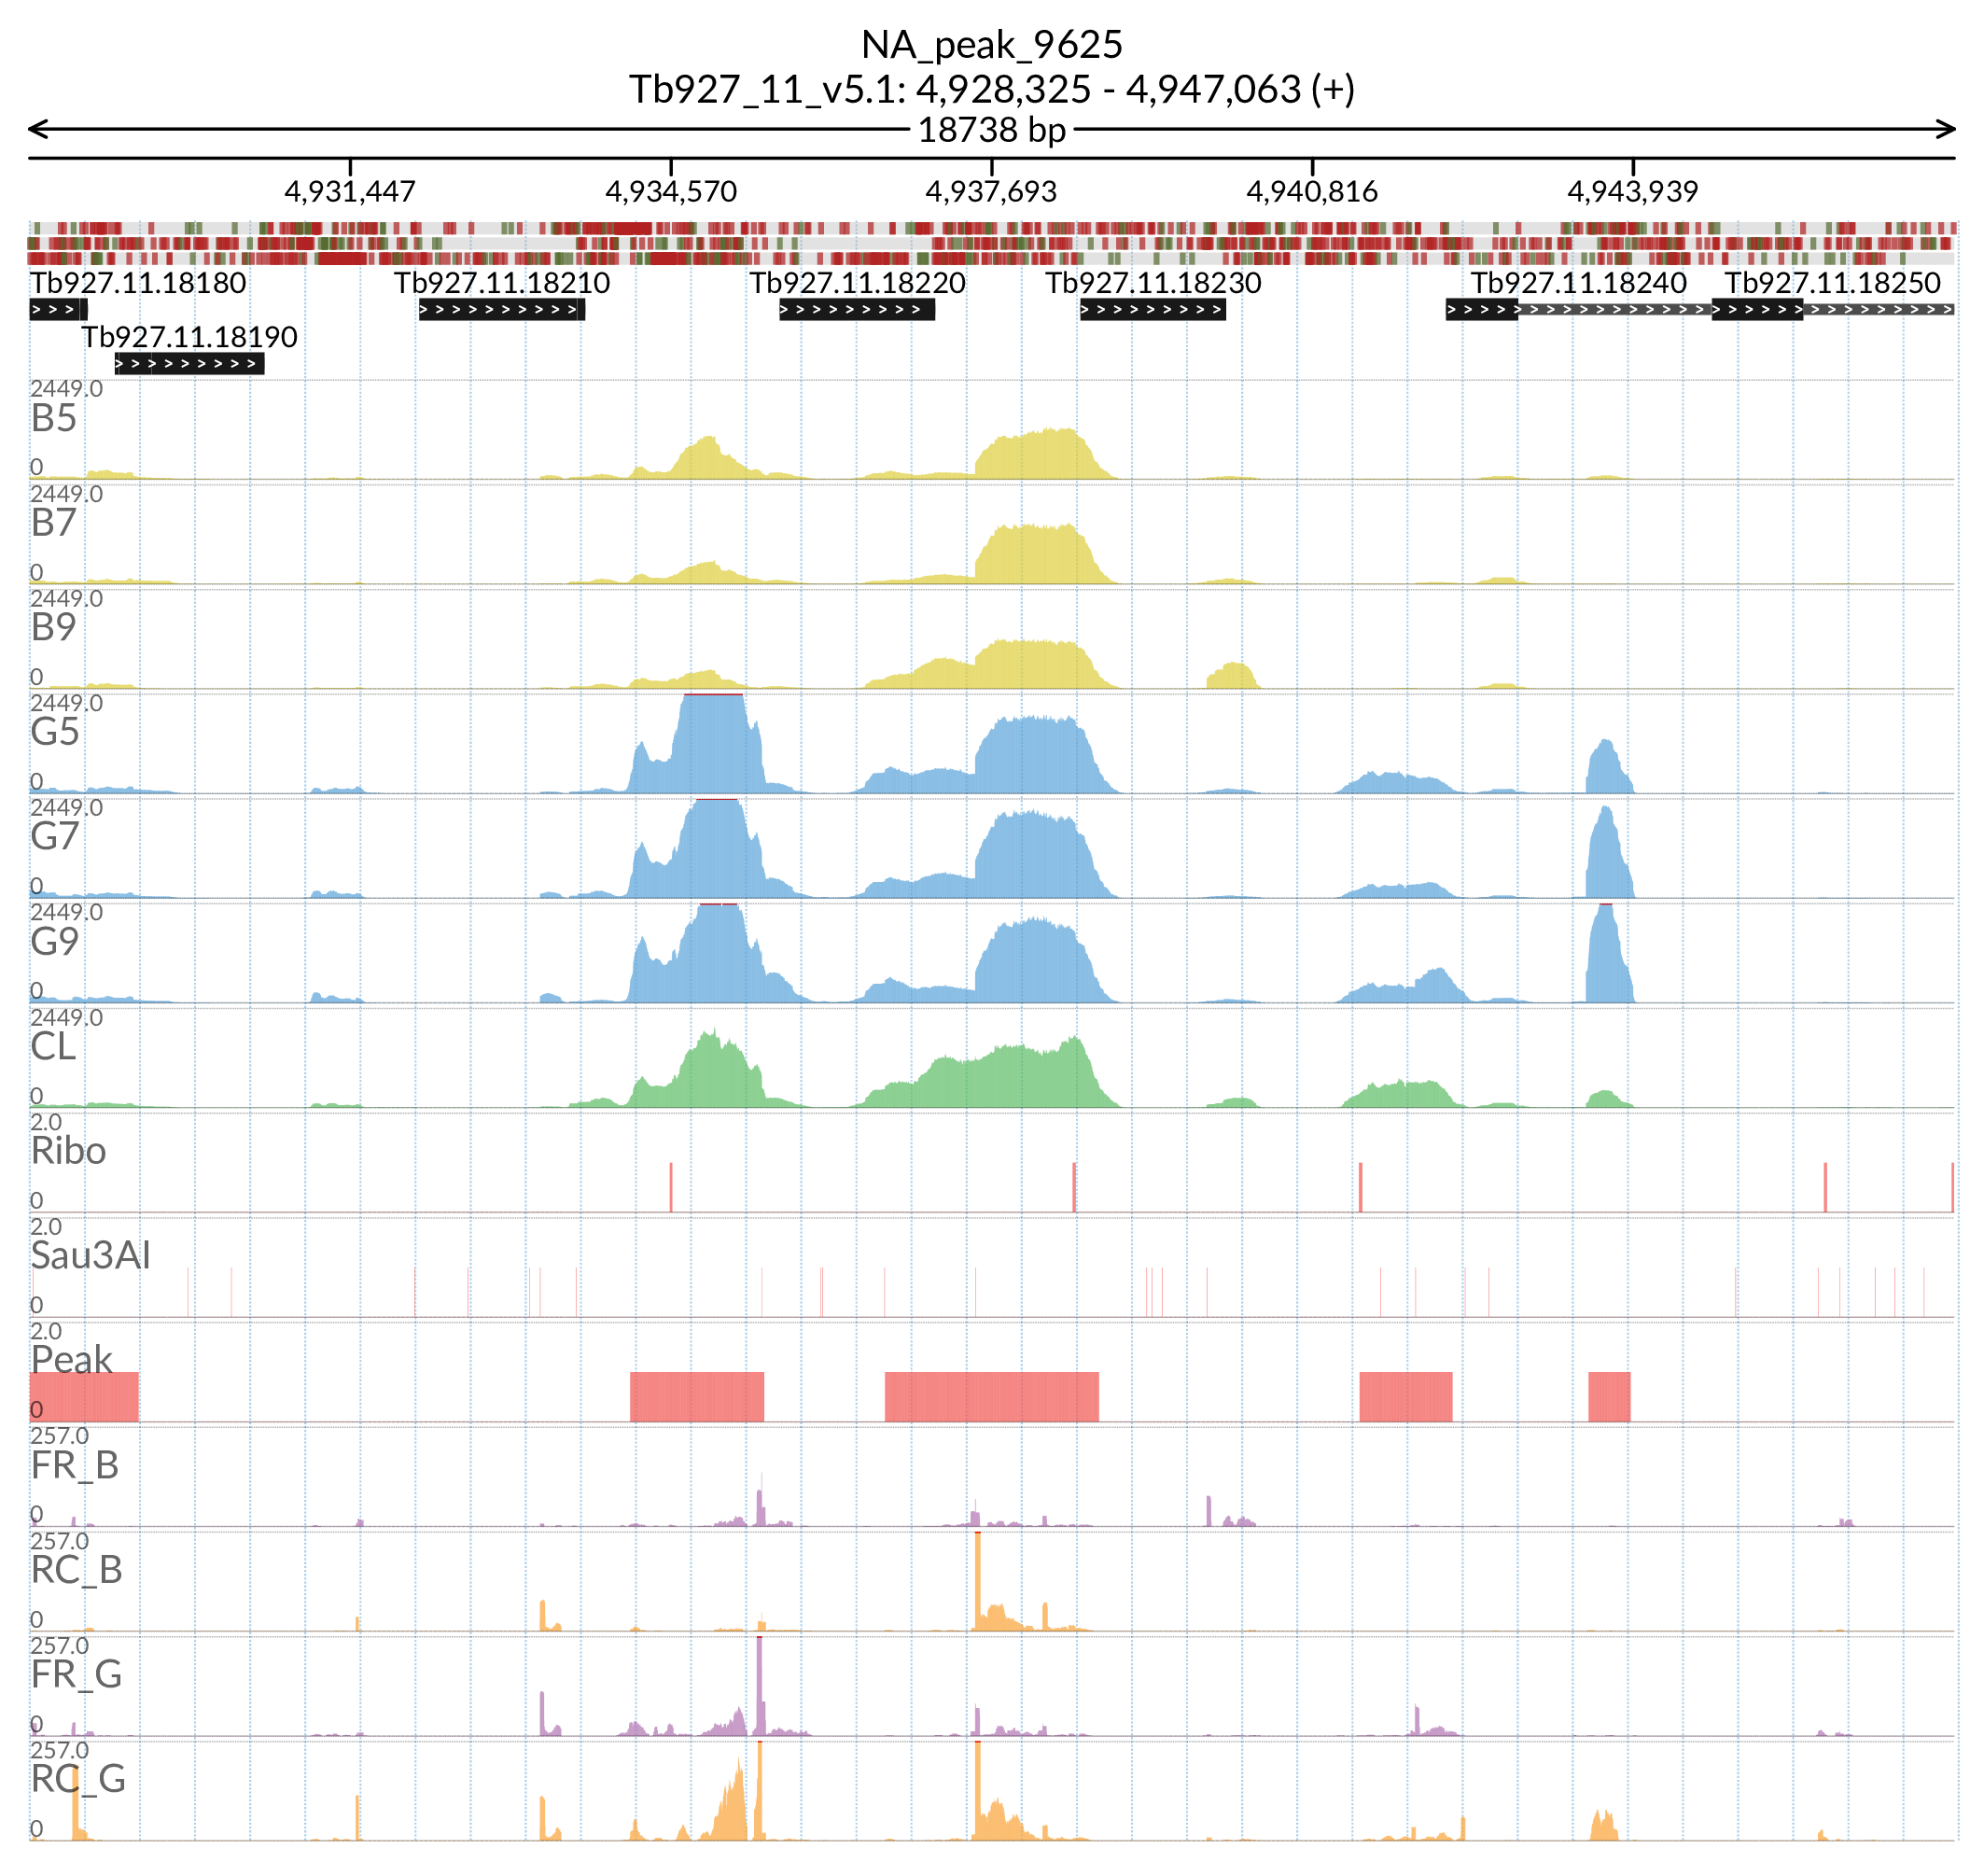 NA_peak_9625
Tb927_11_v5.1: 4,928,325 - 4,947,063 (+)
18738 bp
4,931,447 4,934,570 4,937,693 4,940,816 4,943,939
Tb927.11.18180 Tb927.11.18210 Tb927.11.18220 Tb927.11.18230 Tb927.11.18240 Tb927.11.18250
Tb927.11.18190
2449.0
B5
0
2449.0
B7
0
2449.0
B9
0
2449.0
G5
0
2449.0
G7
0
2449.0
G9
0
2449.0
CL
0
2.0
Ribo
0
2.0
Sau3AI
0
2.0
Peak
0
257.0
FR_B
0
257.0
RC_B
0
257.0
FR_G
0
257.0
RC_G
0